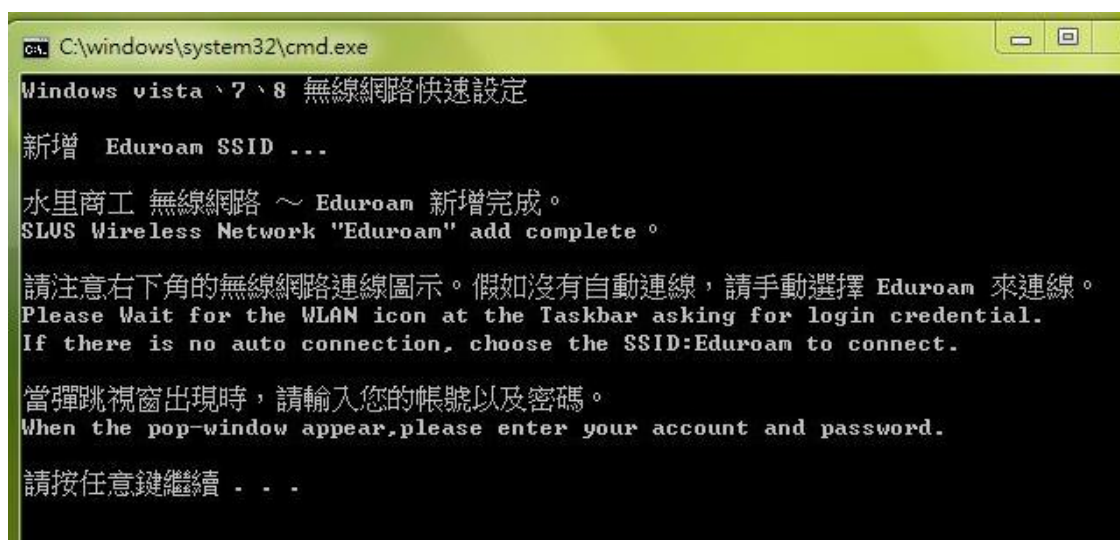 C:\windows\system32\cmd.exe
Windows vista、7、8 無線網路快速設定
新增  Eduroam SSID ...
水里商工 無線網路 ～ Eduroam 新增完成。
SLVS Wireless Network "Eduroam" add complete。
請注意右下角的無線網路連線圖示。假如沒有自動連線，請手動選擇 Eduroam 來連線。
Please Wait for the WLAN icon at the Taskbar asking for login credential.
If there is no auto connection, choose the SSID:Eduroam to connect.
當彈跳視窗出現時，請輸入您的帳號以及密碼。
When the pop-window appear,please enter your account and password.
請按任意鍵繼續 . . .